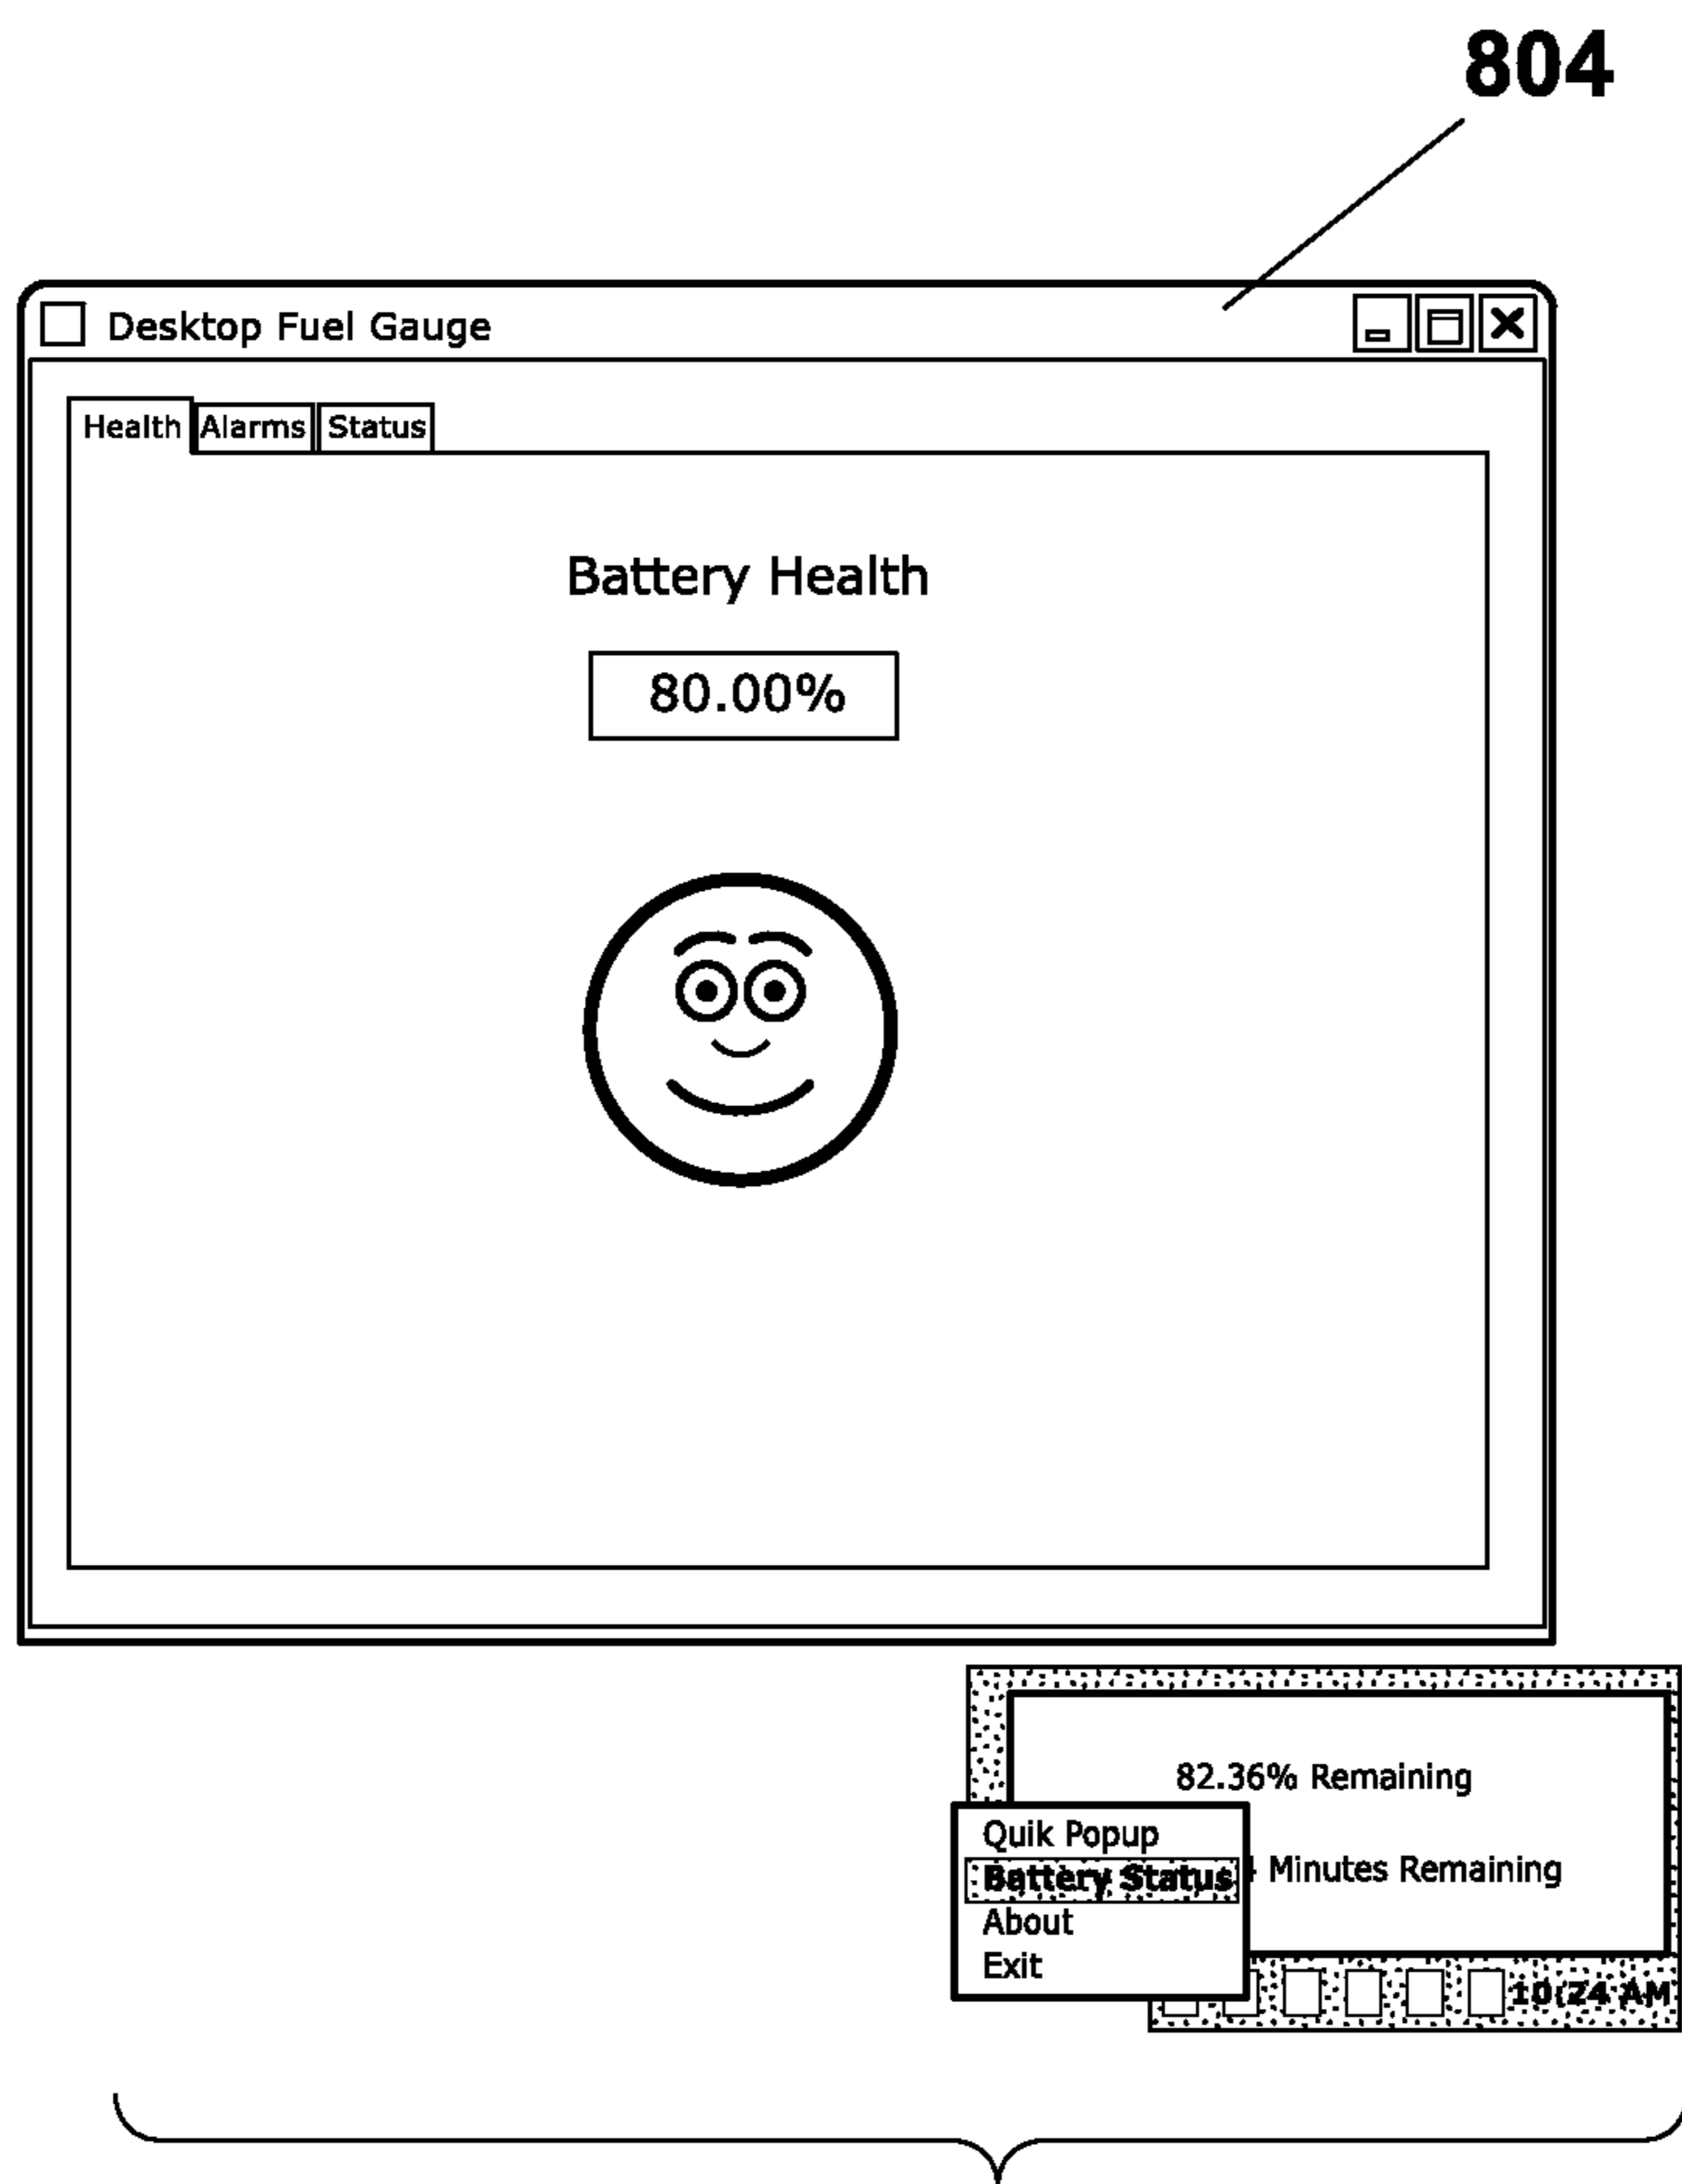 804
Desktop Fuel Gauge
Health Alarms Status
Battery Health
80.00%
82.36% Remaining
Minutes Remaining
Quik Popup
Battery Status
About
Exit
10:24 AM